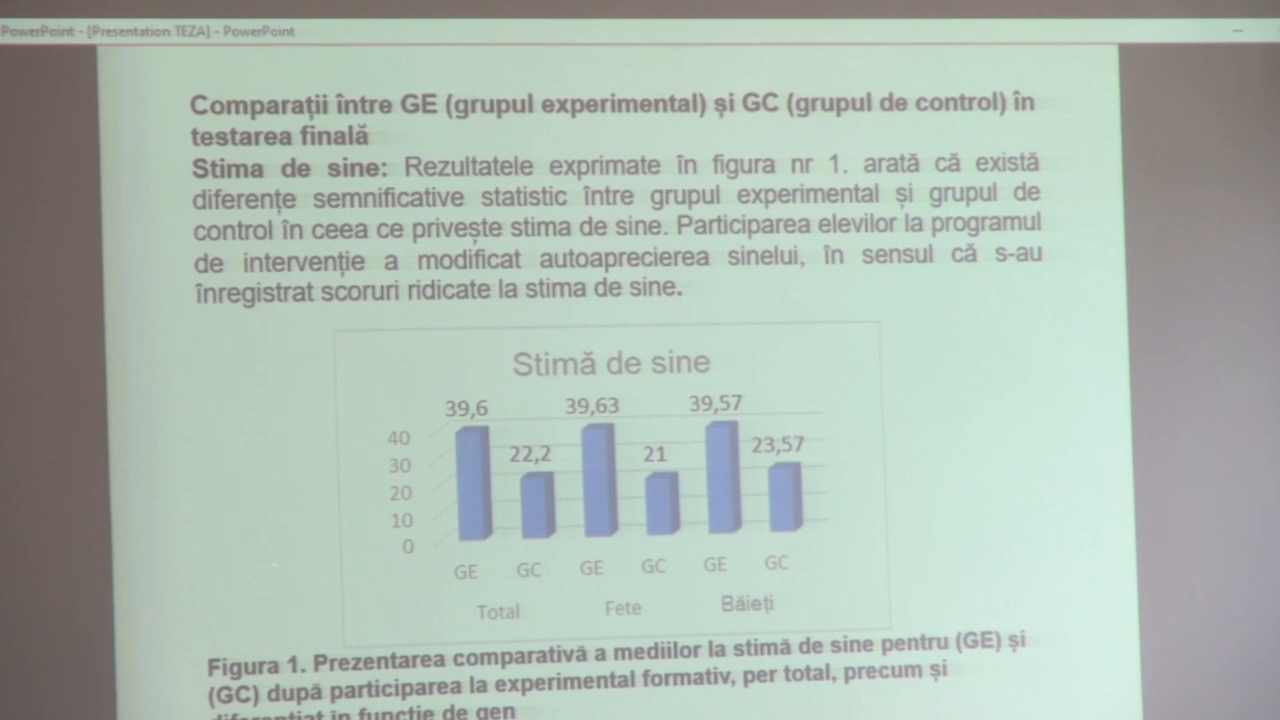 PowerPoint - [Presentation TEZA] - PowerPoint
Comparații între GE (grupul experimental) și GC (grupul de control) în
testarea finală
Stima de sine: Rezultatele exprimate în figura nr 1. arată că există
diferențe semnificative statistic între grupul experimental și grupul de
control în ceea ce privește stima de sine. Participarea elevilor la programul
de intervenție a modificat autoaprecierea sinelui, în sensul că s-au
înregistrat scoruri ridicate la stima de sine.
Stimă de sine
39,6 39,63 39,57
22,2 21 23,57
40
30
20
10
0
GE GC GE GC GE GC
Total Fete Băieți
Figura 1. Prezentarea comparativă a mediilor la stimă de sine pentru (GE) și
(GC) după participarea la experimental formativ, per total, precum și
diferențiat în funcție de gen